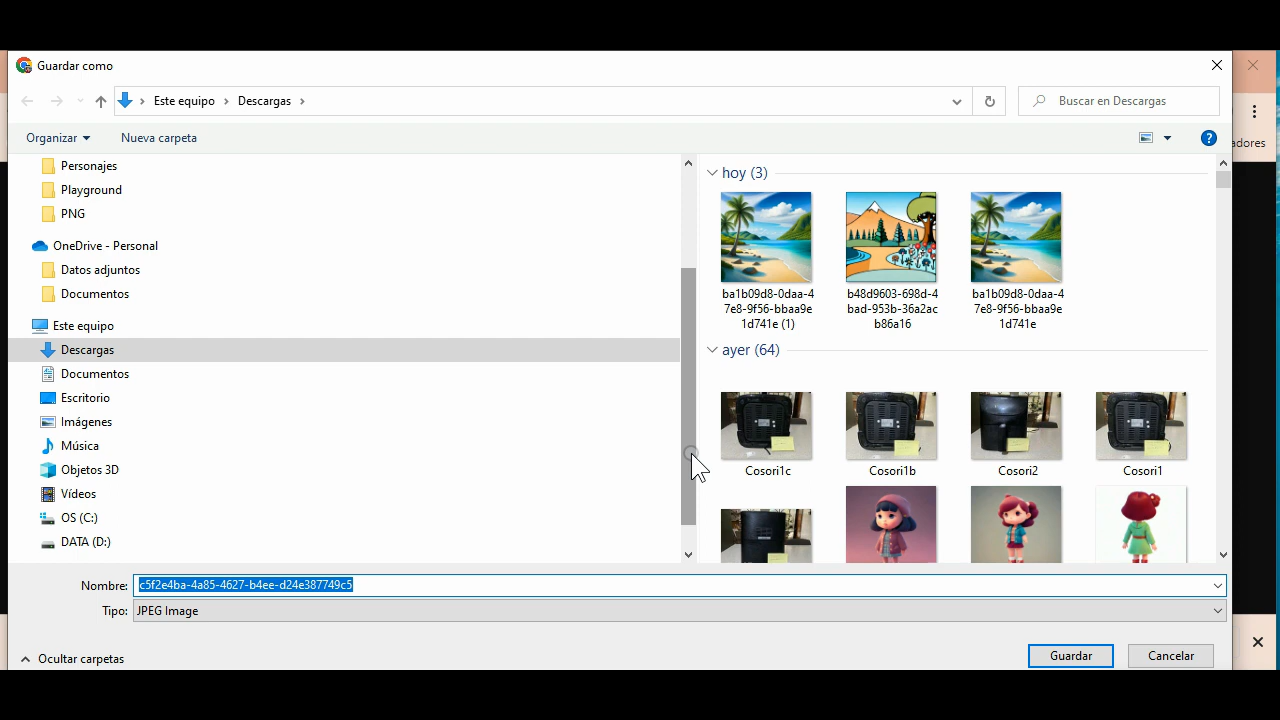 Guardar como
Este equipo
Descargas
Buscar en Descargas
Organizar
Nueva carpeta
adores
Personajes
Playground
PNG
OneDrive - Personal
Datos adjuntos
Documentos
Este equipo
Descargas
Documentos
Escritorio
Imágenes
Música
Objetos 3D
Vídeos
OS (C:)
DATA (D:)
hoy (3)
ba1b09d8-0daa-4
7e8-9f56-bbaa9e
1d741e (1)
b48d9603-698d-4
bad-953b-36a2ac
b86a16
ba1b09d8-0daa-4
7e8-9f56-bbaa9e
1d741e
ayer (64)
Cosori1c
Cosori1b
Cosori2
Cosori1
Nombre: c5f2e4ba-4a85-4627-b4ee-d24e387749c5
Tipo: JPEG Image
Ocultar carpetas
Guardar
Cancelar